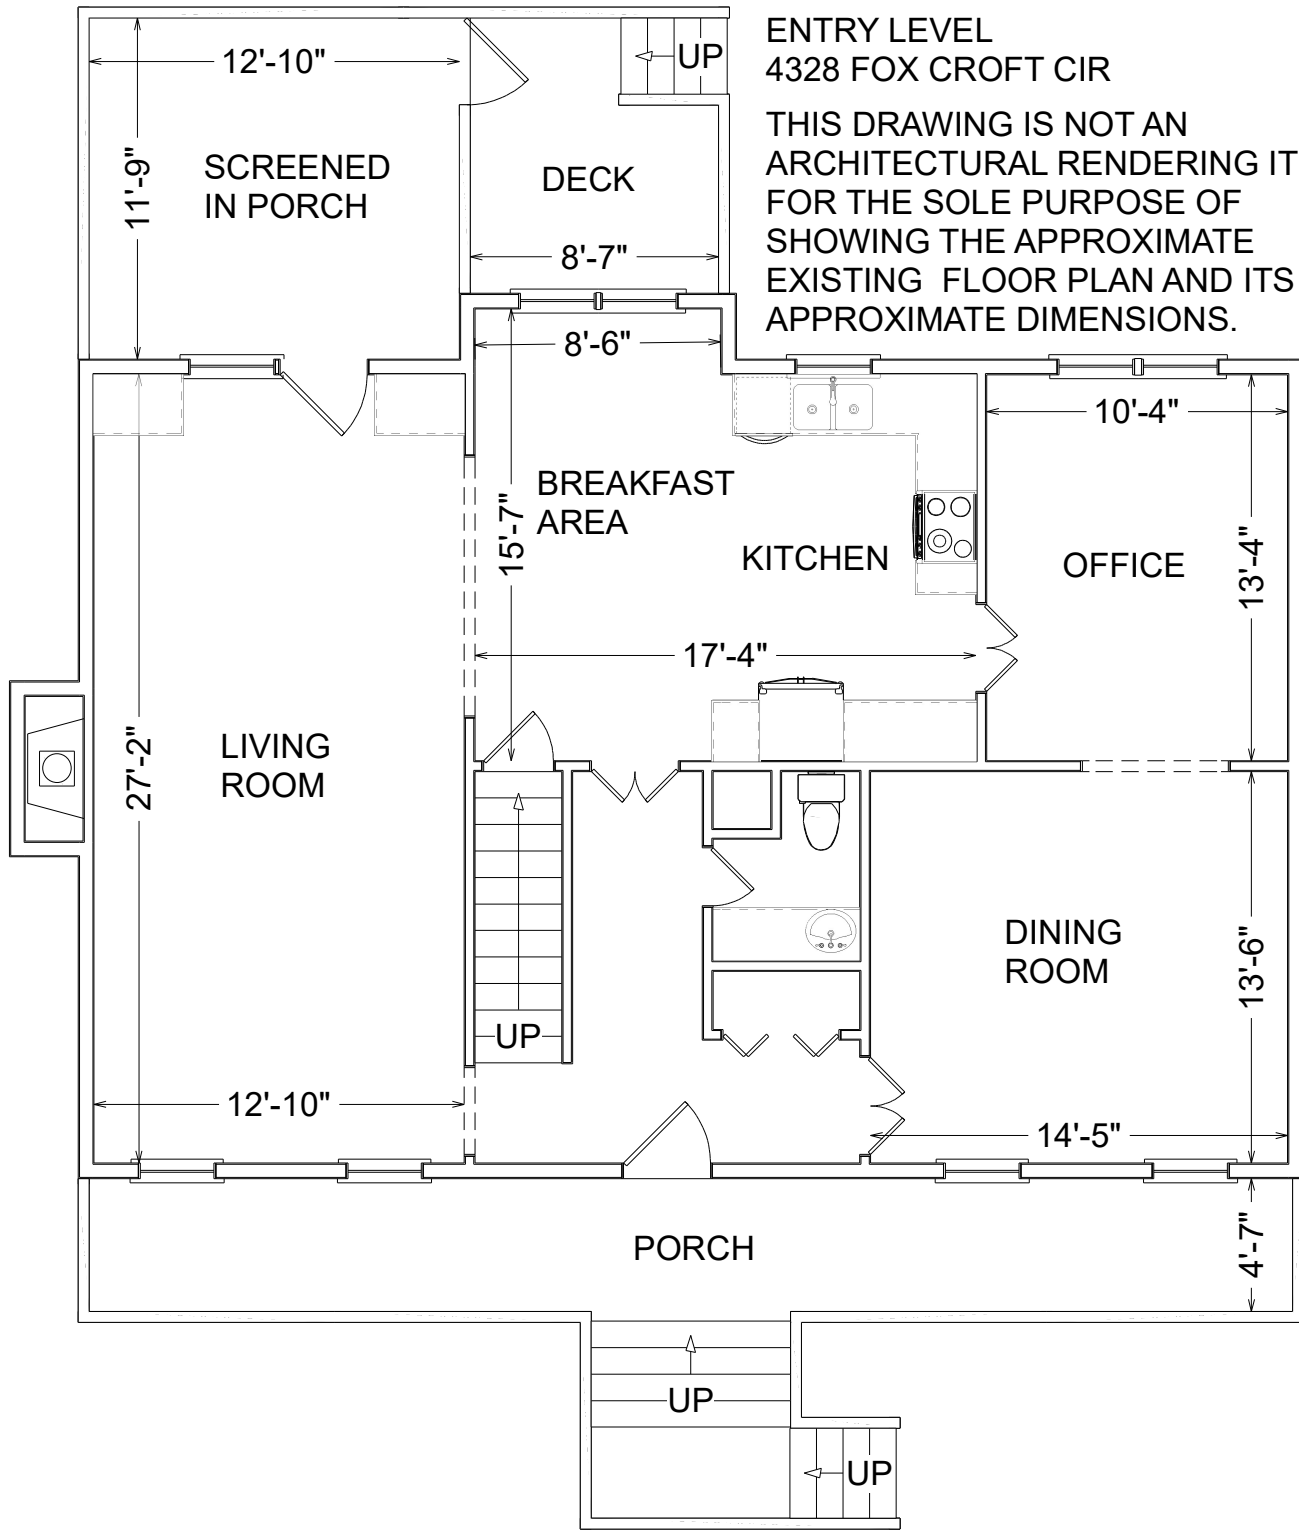 ENTRY LEVEL
4328 FOX CROFT CIR
THIS DRAWING IS NOT AN
ARCHITECTURAL RENDERING IT
FOR THE SOLE PURPOSE OF
SHOWING THE APPROXIMATE
EXISTING FLOOR PLAN AND ITS
APPROXIMATE DIMENSIONS.
12'-10"
UP
11'-9"
SCREENED
IN PORCH
DECK
8'-7"
8'-6"
10'-4"
BREAKFAST
AREA
15'-7"
KITCHEN
OFFICE
13'-4"
17'-4"
LIVING
ROOM
27'-2"
DINING
ROOM
13'-6"
UP
12'-10"
14'-5"
PORCH
4'-7"
UP
UP